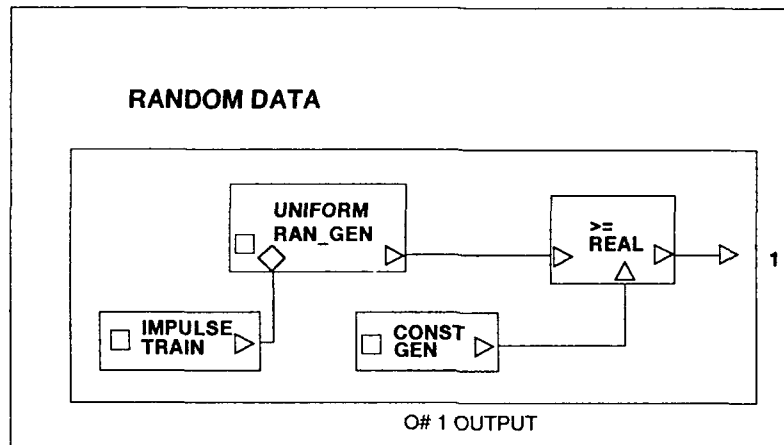 RANDOM DATA
UNIFORM
RAN_GEN
>=
REAL
1
IMPULSE
TRAIN
CONST
GEN
O# 1 OUTPUT